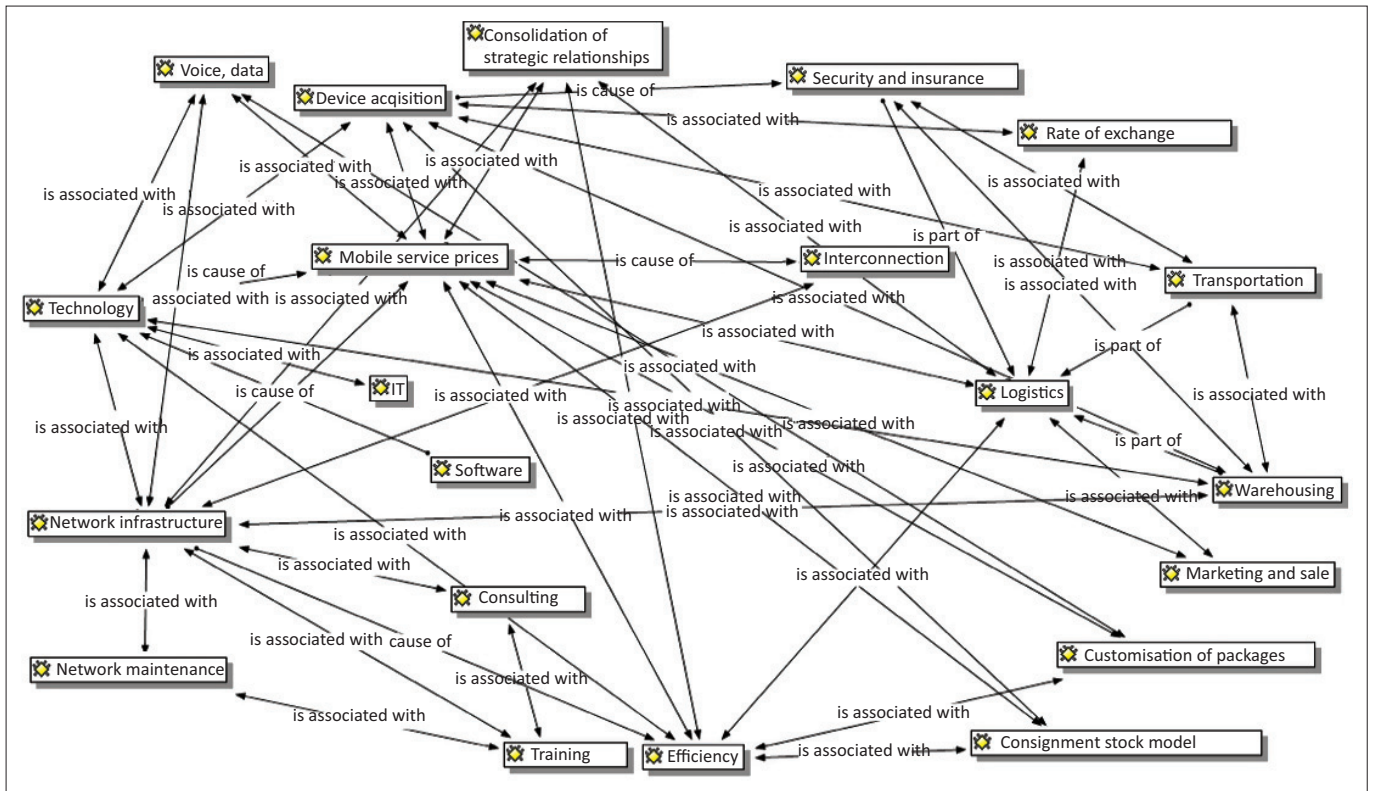 Consolidation of
strategic relationships
Voice, data
Security and insurance
Device acqisition
is cause of
is associated with
Rate of exchange
is associated with
is associated with
is associated with
is associated with
is associated with
is associated with
is associated with
is associated with
is part of
Mobile service prices
is cause of
Interconnection
is associated with
is cause of
Transportation
is associated with
associated with
is associated with
Technology
is associated with
is part of
is associated with
is associated with
IT
is cause of
Logistics
is associated with
is associated with
is associated with
is associated with
is associated with
is associated with
is associated with
is part of
Software
is associated with
Warehousing
is associated with
is associated with
is associated with
is associated with
Network infrastructure
is associated with
is associated with
is associated with
Marketing and sale
is associated with
Consulting
is associated with
cause of
Customisation of packages
Network maintenance
is associated with
is associated with
is associated with
Consignment stock model
is associated with
Training
Efficiency